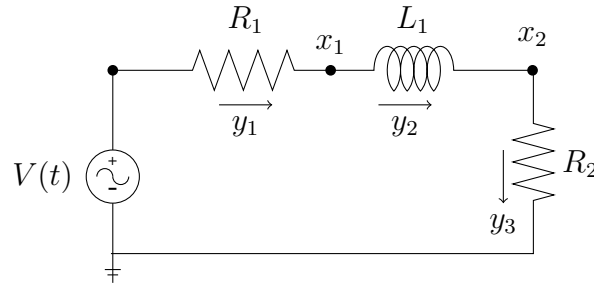 R₁
x₁
L₁
x₂
y₁
y₂
V(t)
+
-
R₂
y₃